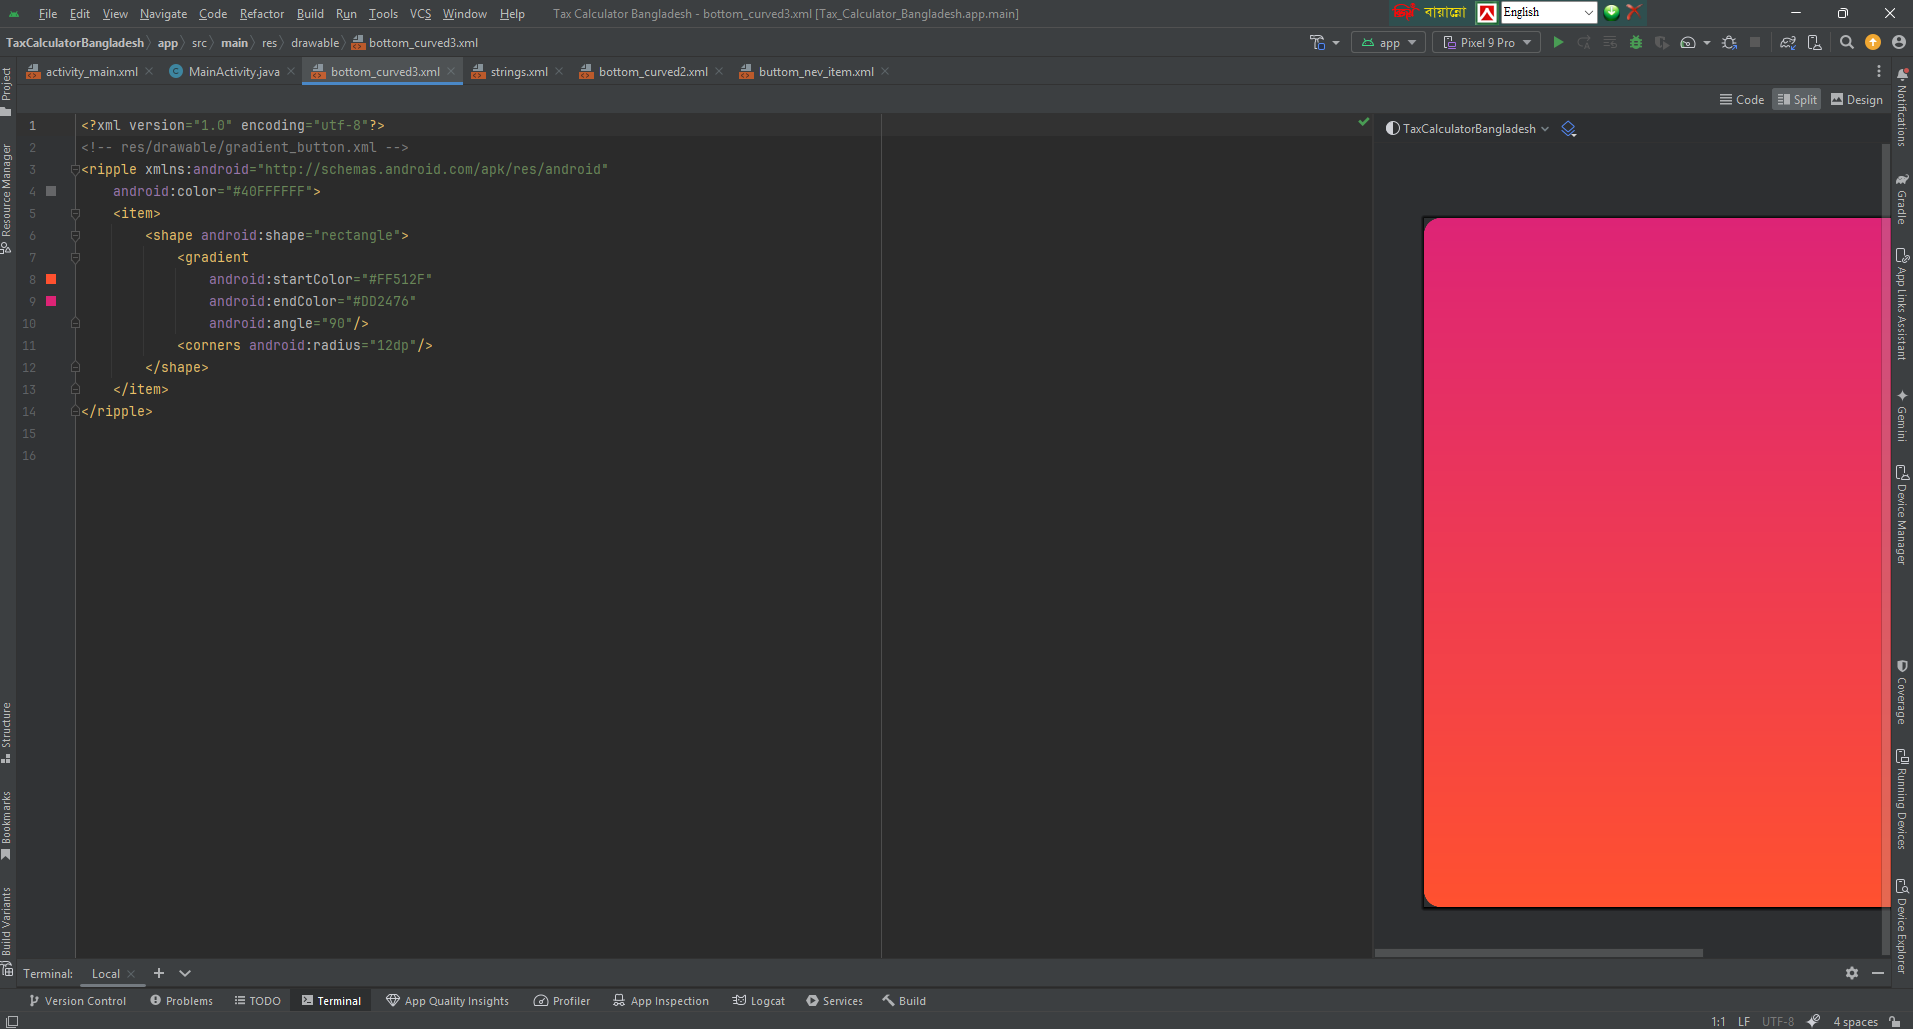 File Edit View Navigate Code Refactor Build Run Tools VCS Window Help Tax Calculator Bangladesh - bottom_curved3.xml [Tax_Calculator_Bangladesh.app.main]
বায়ান্নো English
TaxCalculatorBangladesh app src main res drawable bottom_curved3.xml
app Pixel 9 Pro
activity_main.xml MainActivity.java bottom_curved3.xml strings.xml bottom_curved2.xml buttom_nev_item.xml
Code Split Design
TaxCalculatorBangladesh
1 <?xml version="1.0" encoding="utf-8"?>
2 <!-- res/drawable/gradient_button.xml -->
3 <ripple xmlns:android="http://schemas.android.com/apk/res/android"
4 android:color="#40FFFFFF">
5 <item>
6 <shape android:shape="rectangle">
7 <gradient
8 android:startColor="#FF512F"
9 android:endColor="#DD2476"
10 android:angle="90"/>
11 <corners android:radius="12dp"/>
12 </shape>
13 </item>
14 </ripple>
15
16
Project
Resource Manager
Structure
Bookmarks
Build Variants
Notifications
Gradle
App Links Assistant
Gemini
Device Manager
Coverage
Running Devices
Device Explorer
Terminal: Local
Version Control Problems TODO Terminal App Quality Insights Profiler App Inspection Logcat Services Build
1:1 LF UTF-8 4 spaces